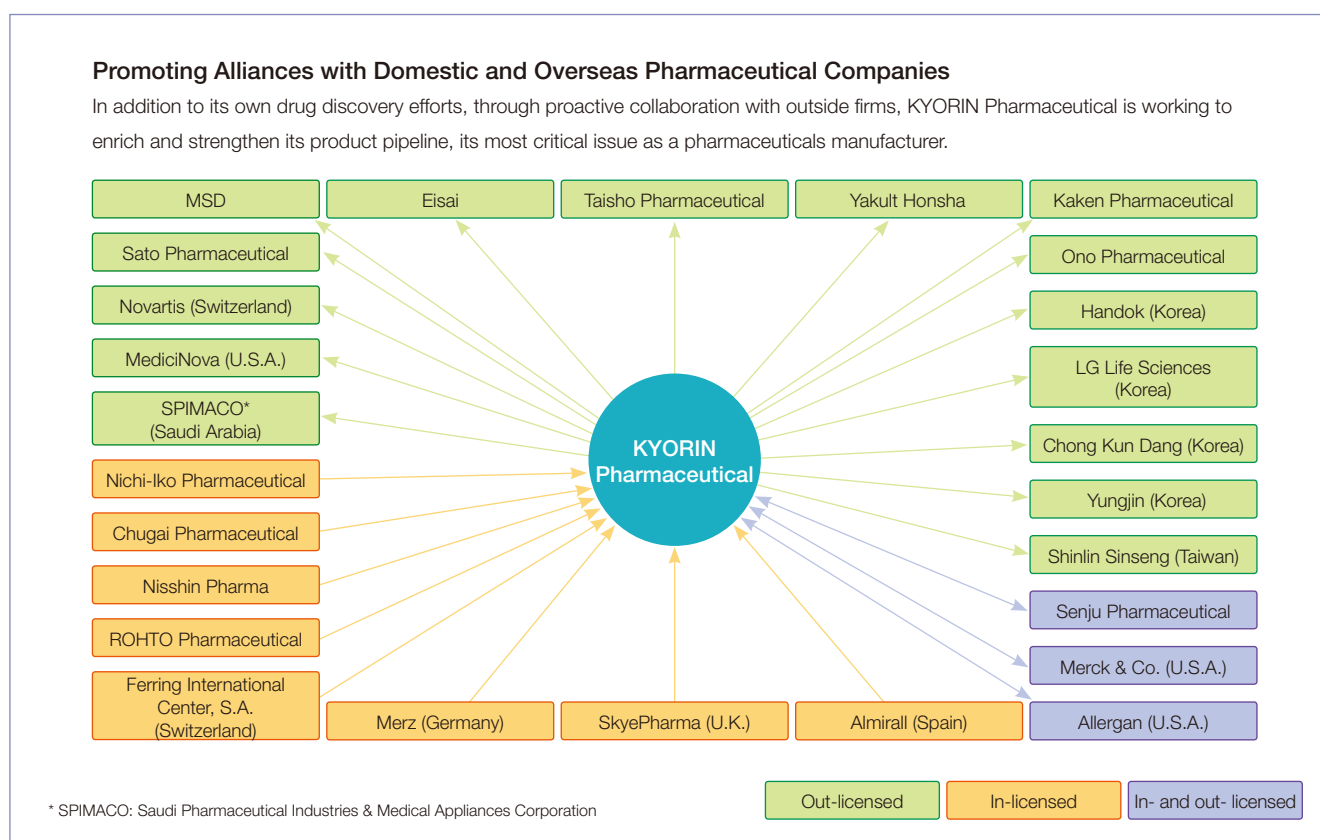 Promoting Alliances with Domestic and Overseas Pharmaceutical Companies
In addition to its own drug discovery efforts, through proactive collaboration with outside firms, KYORIN Pharmaceutical is working to
enrich and strengthen its product pipeline, its most critical issue as a pharmaceuticals manufacturer.
MSD
Eisai
Taisho Pharmaceutical
Yakult Honsha
Kaken Pharmaceutical
Sato Pharmaceutical
Novartis (Switzerland)
MediciNova (U.S.A.)
SPIMACO*
(Saudi Arabia)
Nichi-Iko Pharmaceutical
Chugai Pharmaceutical
Nisshin Pharma
ROHTO Pharmaceutical
Ferring International
Center, S.A.
(Switzerland)
KYORIN
Pharmaceutical
Ono Pharmaceutical
Handok (Korea)
LG Life Sciences
(Korea)
Chong Kun Dang (Korea)
Yungjin (Korea)
Shinlin Sinseng (Taiwan)
Senju Pharmaceutical
Merck & Co. (U.S.A.)
Merz (Germany)
SkyePharma (U.K.)
Almirall (Spain)
Allergan (U.S.A.)
* SPIMACO: Saudi Pharmaceutical Industries & Medical Appliances Corporation
Out-licensed
In-licensed
In- and out- licensed